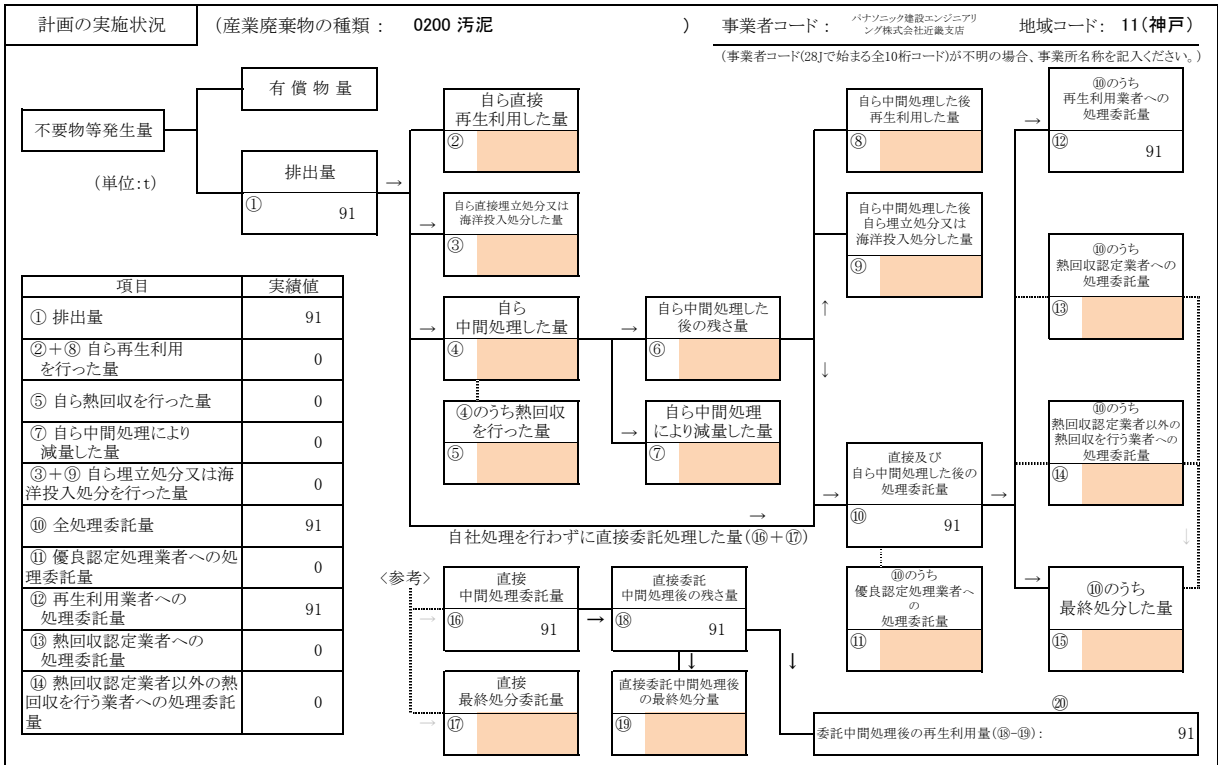 計画の実施状況
(産業廃棄物の種類: 0200 汚泥 )
事業者コード: パナソニック建設エンジニアリ
ング株式会社近畿支店
地域コード: 11(神戸)
(事業者コード(28Jで始まる全10桁コード)が不明の場合、事業所名称を記入ください。)
不要物等発生量
(単位:t)
有償物量
排出量
① 91
→
自ら直接
再生利用した量
②
→
自ら直接埋立処分又は
海洋投入処分した量
③
→
自ら
中間処理した量
④
④のうち熱回収
を行った量
⑤
→
自ら中間処理した
後の残さ量
⑥
→
自ら中間処理
により減量した量
⑦
自ら中間処理した後
再生利用した量
⑧
自ら中間処理した後
自ら埋立処分又は
海洋投入処分した量
⑨
↑
↓
→
直接及び
自ら中間処理した後の
処理委託量
⑩ 91
→
⑩のうち
優良認定処理業者へ
の
処理委託量
⑪
→
⑩のうち
再生利用業者への
処理委託量
⑫ 91
⑩のうち
熱回収認定業者への
処理委託量
⑬
⑩のうち
熱回収認定業者以外の
熱回収を行う業者への
処理委託量
⑭
↓
→
⑩のうち
最終処分した量
⑮
→
自社処理を行わずに直接委託処理した量(⑯+⑰)
〈参考〉
→
直接
中間処理委託量
⑯ 91
→
直接委託
中間処理後の残さ量
⑱ 91
↓
↓
→
直接
最終処分委託量
⑰
直接委託中間処理後
の最終処分量
⑲
⑳
委託中間処理後の再生利用量(⑱-⑲): 91
項目 実績値
① 排出量 91
②+⑧ 自ら再生利用
を行った量 0
⑤ 自ら熱回収を行った量 0
⑦ 自ら中間処理により
減量した量 0
③+⑨ 自ら埋立処分又は海
洋投入処分を行った量 0
⑩ 全処理委託量 91
⑪ 優良認定処理業者への処
理委託量 0
⑫ 再生利用業者への
処理委託量 91
⑬ 熱回収認定業者への
処理委託量 0
⑭ 熱回収認定業者以外の熱
回収を行う業者への処理委託
量 0